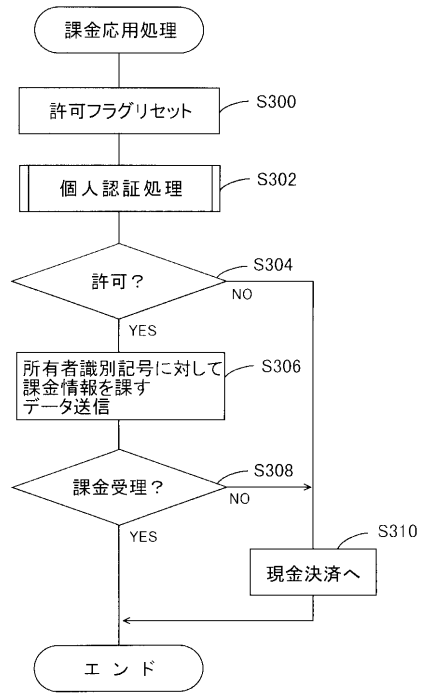 課金応用処理
許可フラグリセット
S300
個人認証処理
S302
許可？
S304
NO
YES
所有者識別記号に対して
課金情報を課す
データ送信
S306
課金受理？
S308
NO
YES
S310
現金決済へ
エ ン ド